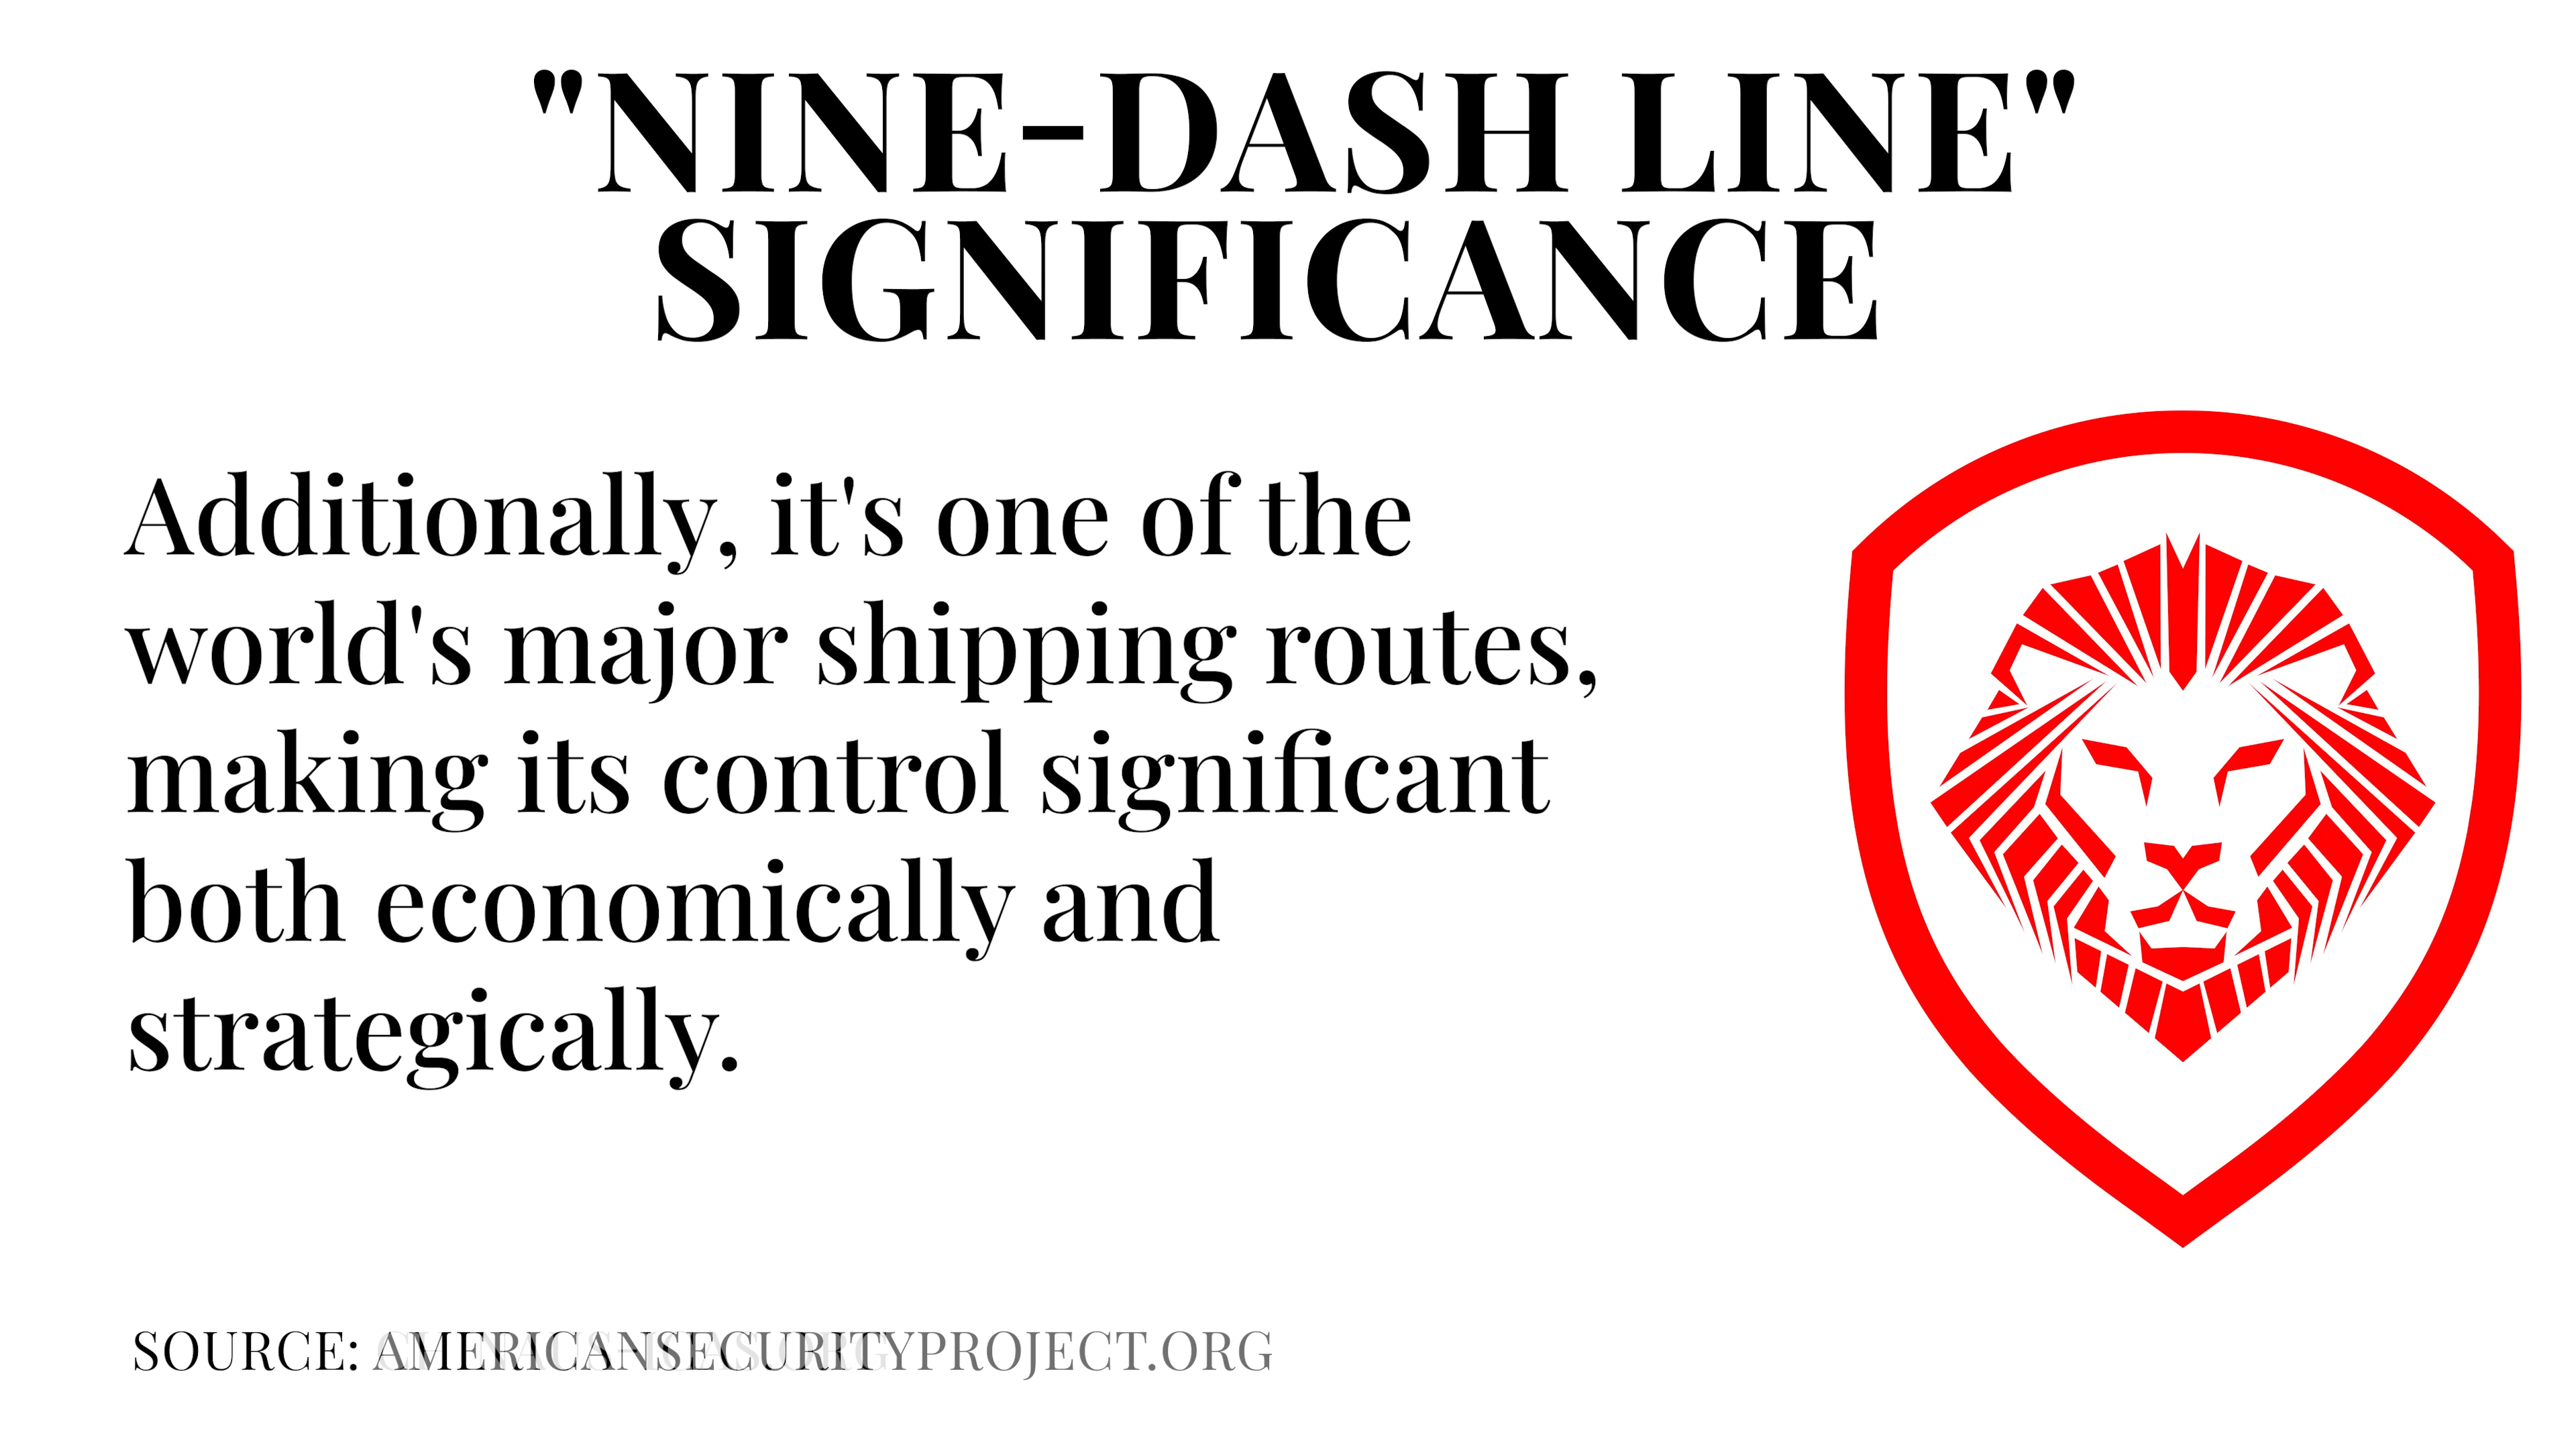 "NINE-DASH LINE"
SIGNIFICANCE
Additionally, it's one of the
world's major shipping routes,
making its control significant
both economically and
strategically.
SOURCE: AMERICANSECURITYPROJECT.ORG